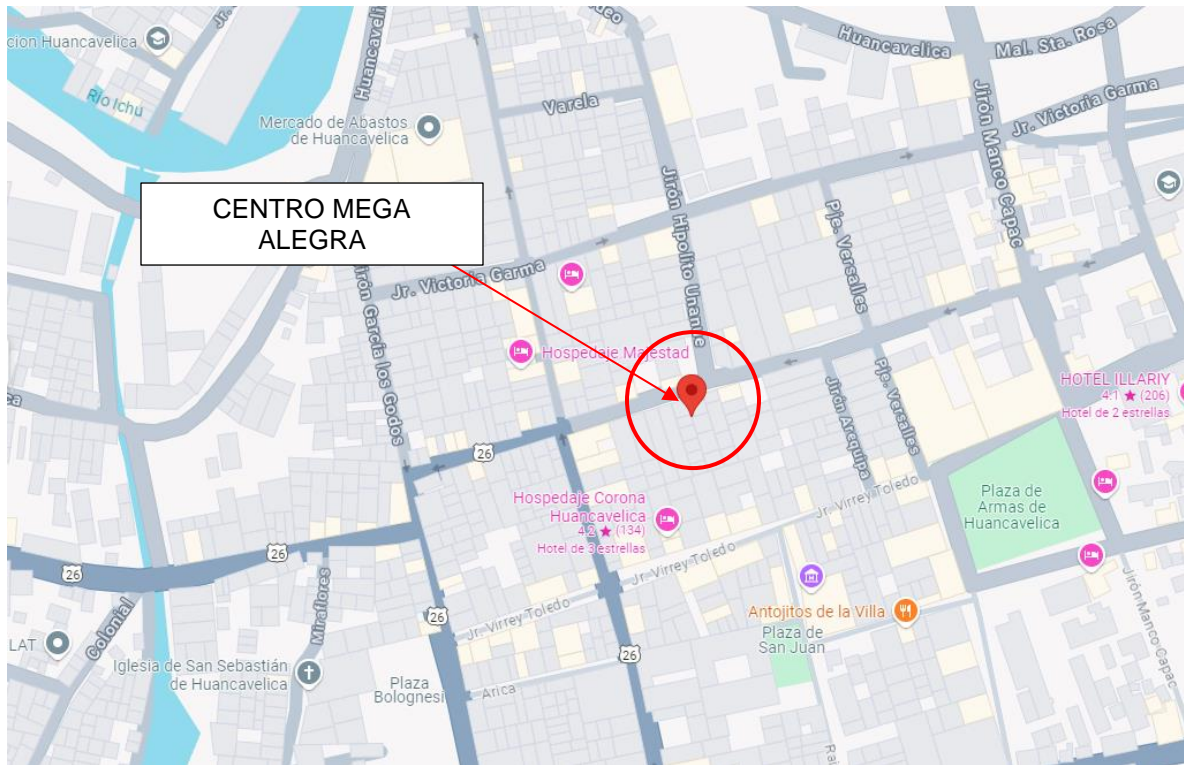 cion Huancavelica
Río Ichu
Huancaveli
Mercado de Abastos
de Huancavelica
Varela
Huancavelica
Mal. Sta. Rosa
Jr. Victoria Garma
Jirón Manco Capac
CENTRO MEGA
ALEGRA
Jirón Hipolito Unanue
Pje. Versalles
Jr. Victoria Garma
Jirón García los Godos
Hospedaje Majestad
HOTEL ILLARIY
4.1 ★ (206)
Hotel de 2 estrellas
Jirón Arequipa
Pje. Versalles
26
Hospedaje Corona
Huancavelica
4.2 ★ (134)
Hotel de 3 estrellas
Jr. Virrey Toledo
Plaza de
Armas de
Huancavelica
26
26
Jr. Virrey Toledo
Miraflores
Colonial
26
Jr. Virrey Toledo
Antojitos de la Villa
Plaza de
San Juan
Jirón Manco Capac
LAT
Iglesia de San Sebastián
de Huancavelica
26
Plaza
Bolognesi
Arica